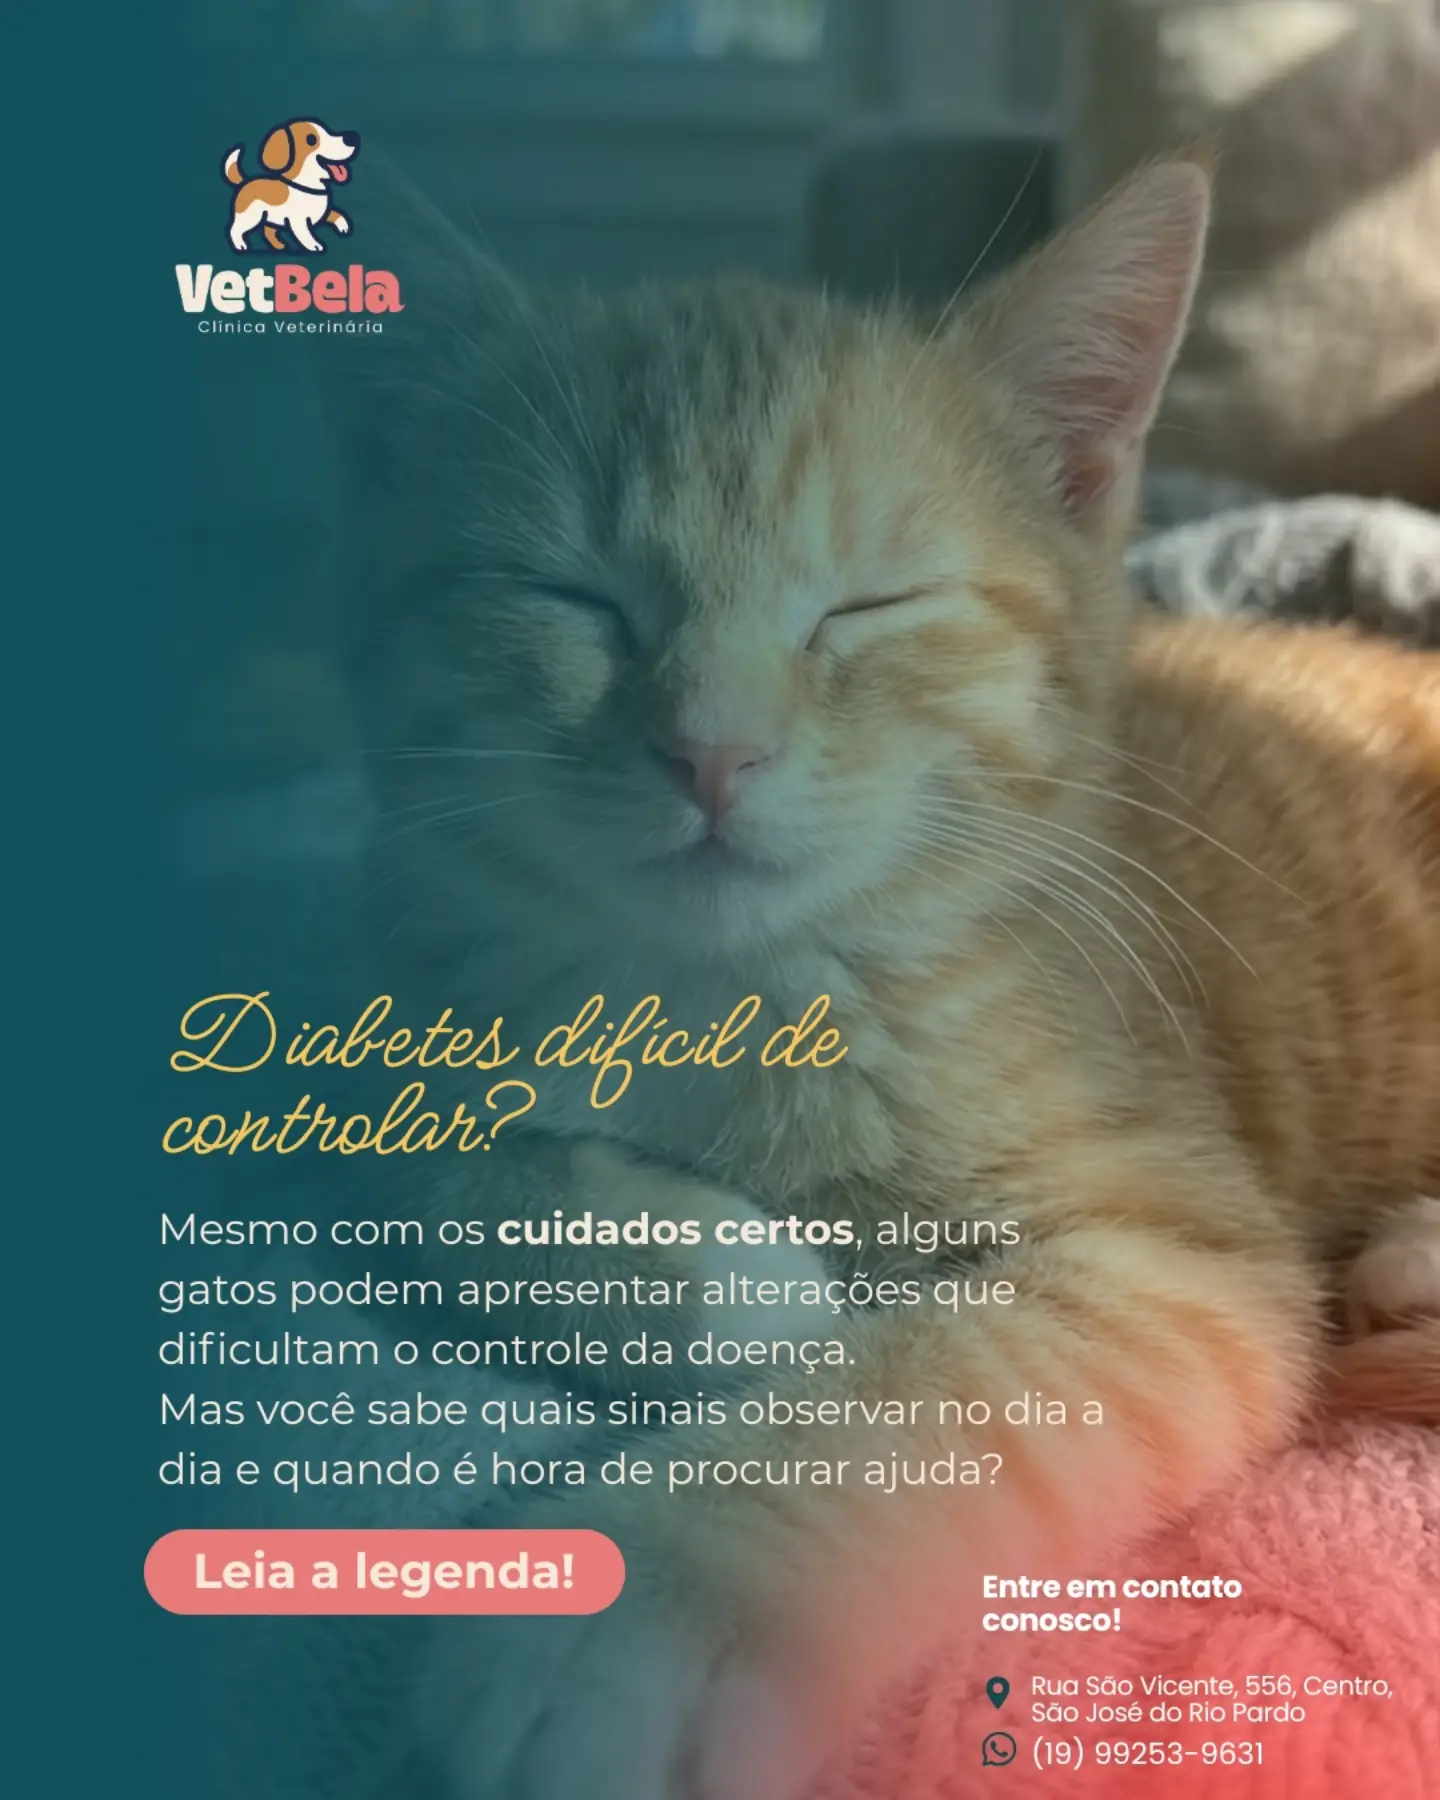 VetBela
Clínica Veterinária
Diabetes difícil de
controlar?
Mesmo com os cuidados certos, alguns
gatos podem apresentar alterações que
dificultam o controle da doença.
Mas você sabe quais sinais observar no dia a
dia e quando é hora de procurar ajuda?
Leia a legenda!
Entre em contato
conosco!
Rua São Vicente, 556, Centro,
São José do Rio Pardo
(19) 99253-9631